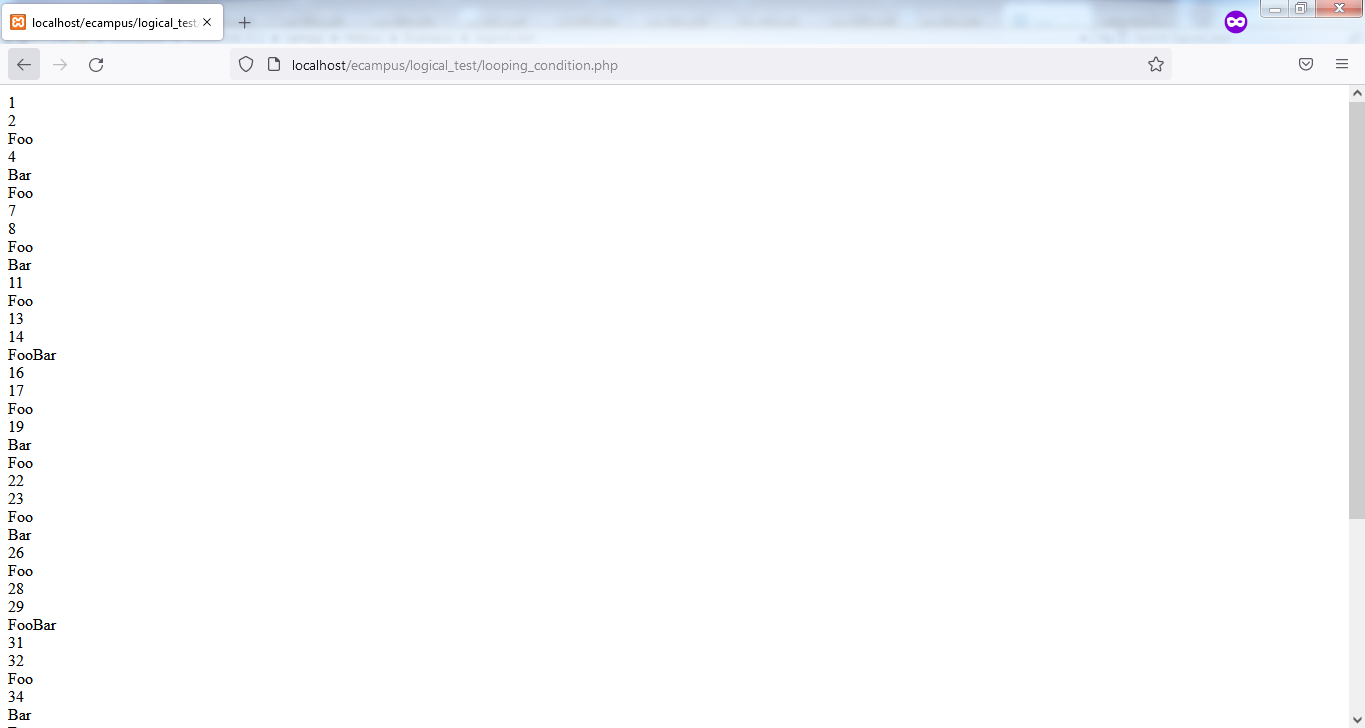 localhost/ecampus/logical_test
localhost/ecampus/logical_test/looping_condition.php
1
2
Foo
4
Bar
Foo
7
8
Foo
Bar
11
Foo
13
14
FooBar
16
17
Foo
19
Bar
Foo
22
23
Foo
Bar
26
Foo
28
29
FooBar
31
32
Foo
34
Bar